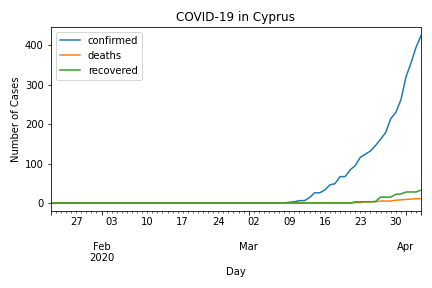 COVID-19 in Cyprus
confirmed
deaths
recovered
Number of Cases
400
300
200
100
0
27 03 10 17 24 02 09 16 23 30
Feb Mar Apr
2020
Day